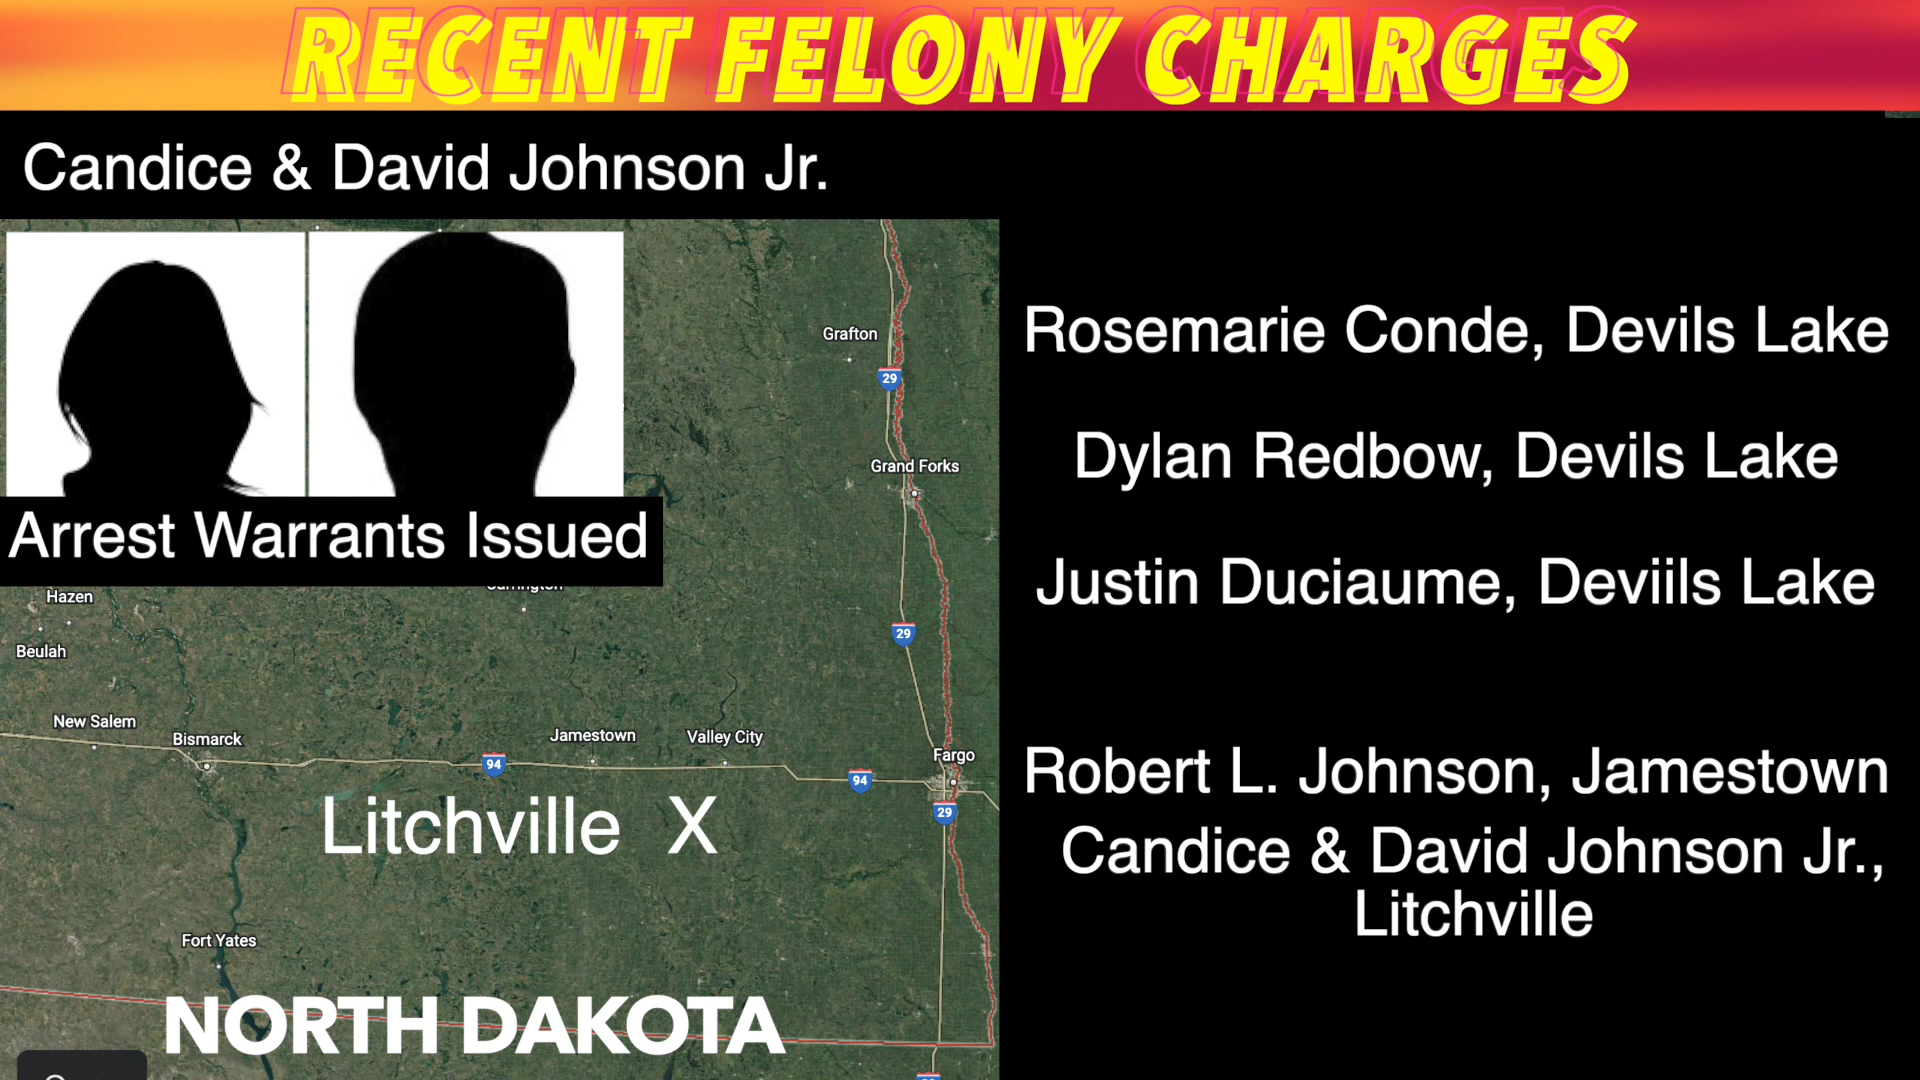 RECENT FELONY CHARGES
Candice & David Johnson Jr.
Grafton
29
Rosemarie Conde, Devils Lake
Grand Forks
Dylan Redbow, Devils Lake
Arrest Warrants Issued
Justin Duciaume, Deviils Lake
Hazen
29
Beulah
New Salem
Bismarck
Jamestown
Valley City
Fargo
94
94
29
Robert L. Johnson, Jamestown
Litchville X
Candice & David Johnson Jr.,
Litchville
Fort Yates
NORTH DAKOTA